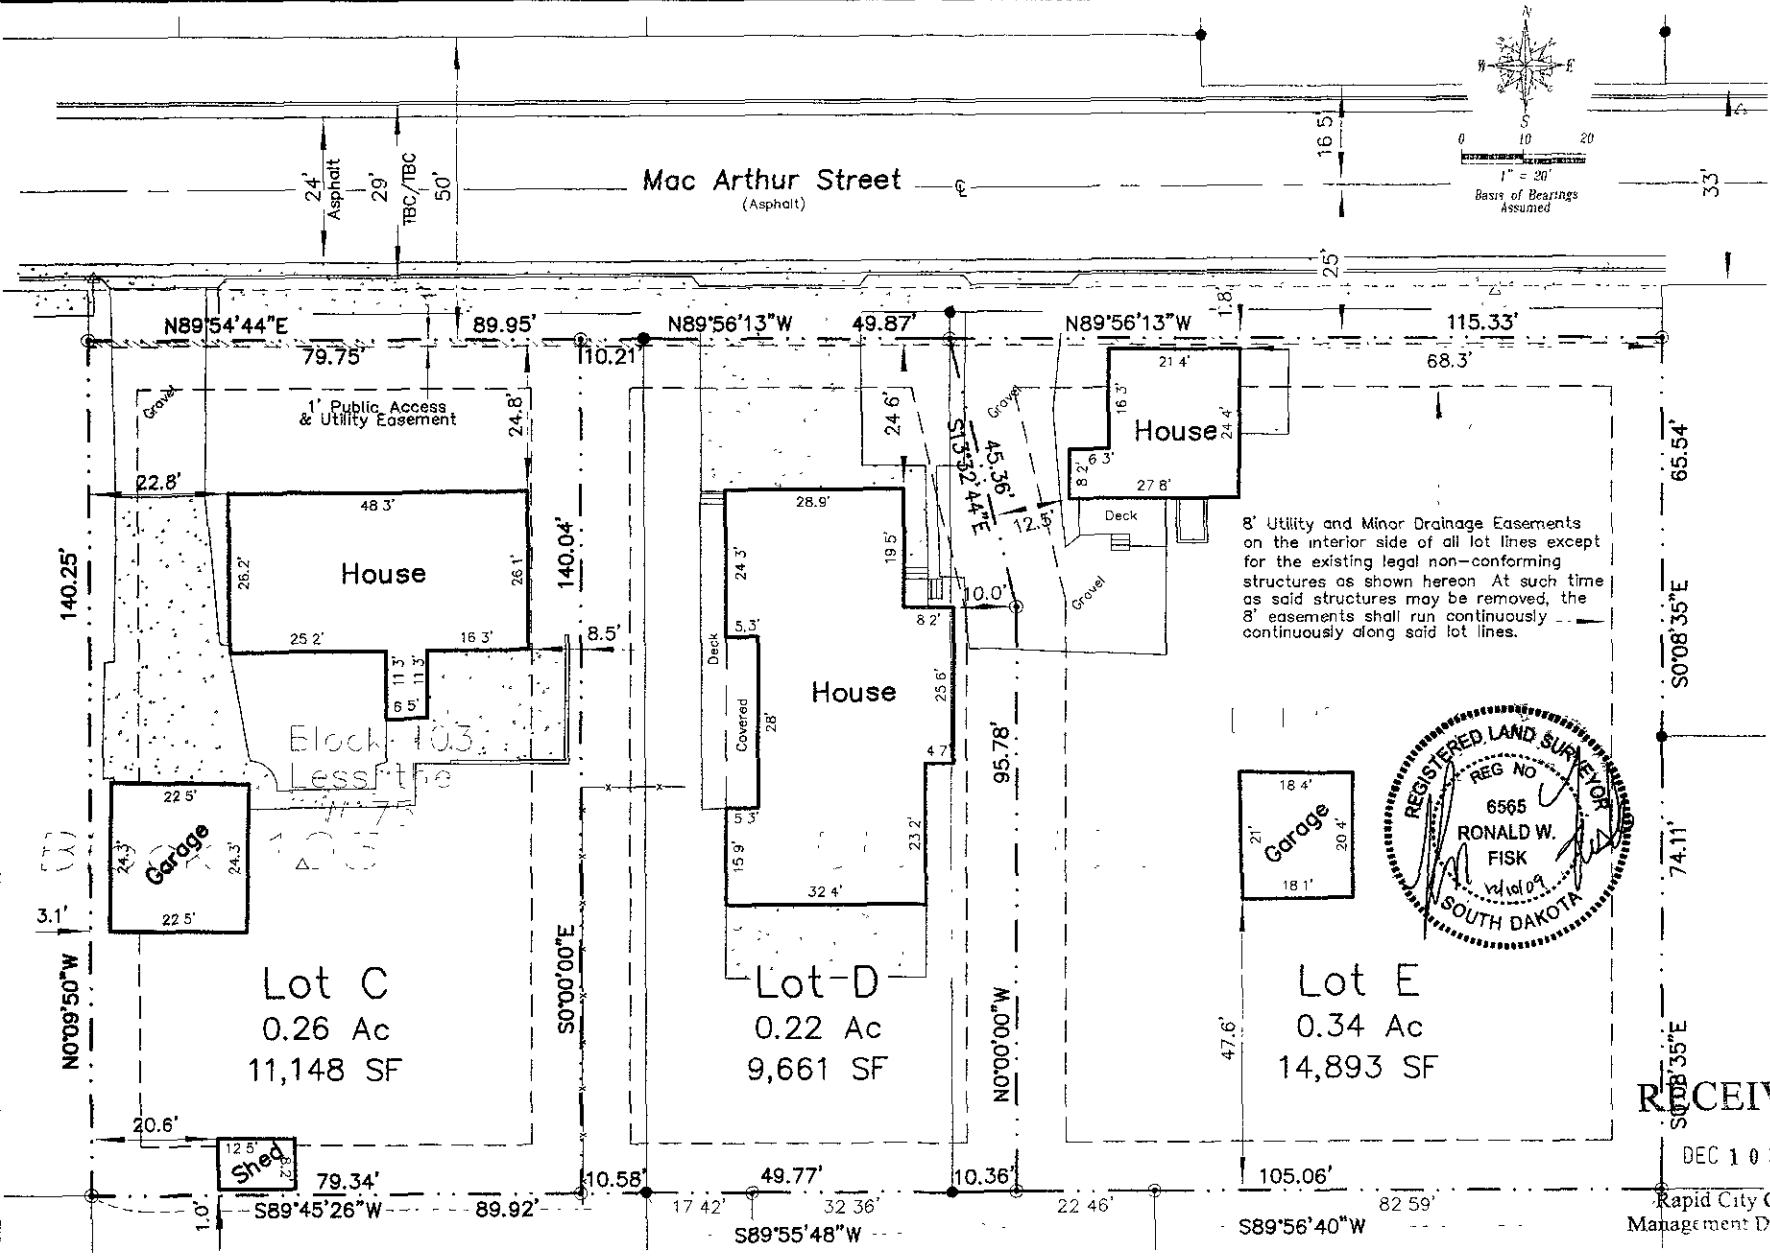 N
W
E
S
0 10 20
1" = 20'
Basis of Bearings
Assumed
24'
Asphalt
29'
TBC/TBC
50'
Mac Arthur Street
(Asphalt)
16 5'
33'
25'
1.8'
1'
N89°54'44"E
89.95'
N89°56'13"W
49.87'
N89°56'13"W
115.33'
79.75'
10.21'
68.3'
Gravel
1' Public Access
& Utility Easement
24.8'
24 6'
Gravel
21 4'
16 3'
House
24 4'
6 3'
8 2'
27 8'
65.54'
S13°32'44"E
45.36'
12.5'
Deck
22.8'
48 3'
28.9'
26.2'
House
26.1'
140.25'
140.04'
24 3'
19 5'
10.0'
Gravel
8' Utility and Minor Drainage Easements
on the interior side of all lot lines except
for the existing legal non-conforming
structures as shown hereon At such time
as said structures may be removed, the
8' easements shall run continuously
continuously along said lot lines.
S0°08'35"E
25 2'
16 3'
8.5'
5.3'
8 2'
11 3'
11 3'
6 5'
Deck
Covered
28'
House
25 6'
4 7'
95.78'
Block 103,
Less the
22 5'
24.3'
Garage
24.3'
22 5'
3.1'
5 3'
15 9'
23 2'
32 4'
18 4'
21'
Garage
20 4'
18 1'
REGISTERED LAND SURVEYOR
REG NO
6565
RONALD W.
FISK
12/10/09
SOUTH DAKOTA
74.11'
N0°09'50"W
S0°00'00"E
N0°00'00"W
47.6'
S0°08'35"E
Lot C
0.26 Ac
11,148 SF
Lot D
0.22 Ac
9,661 SF
Lot E
0.34 Ac
14,893 SF
RECEIV
DEC 10
Rapid City
Management D
20.6'
12 5'
Shed
8.2'
1.0'
79.34'
10.58'
49.77'
10.36'
105.06'
S89°45'26"W
89.92'
17 42'
32 36'
22 46'
82 59'
S89°55'48"W
S89°56'40"W